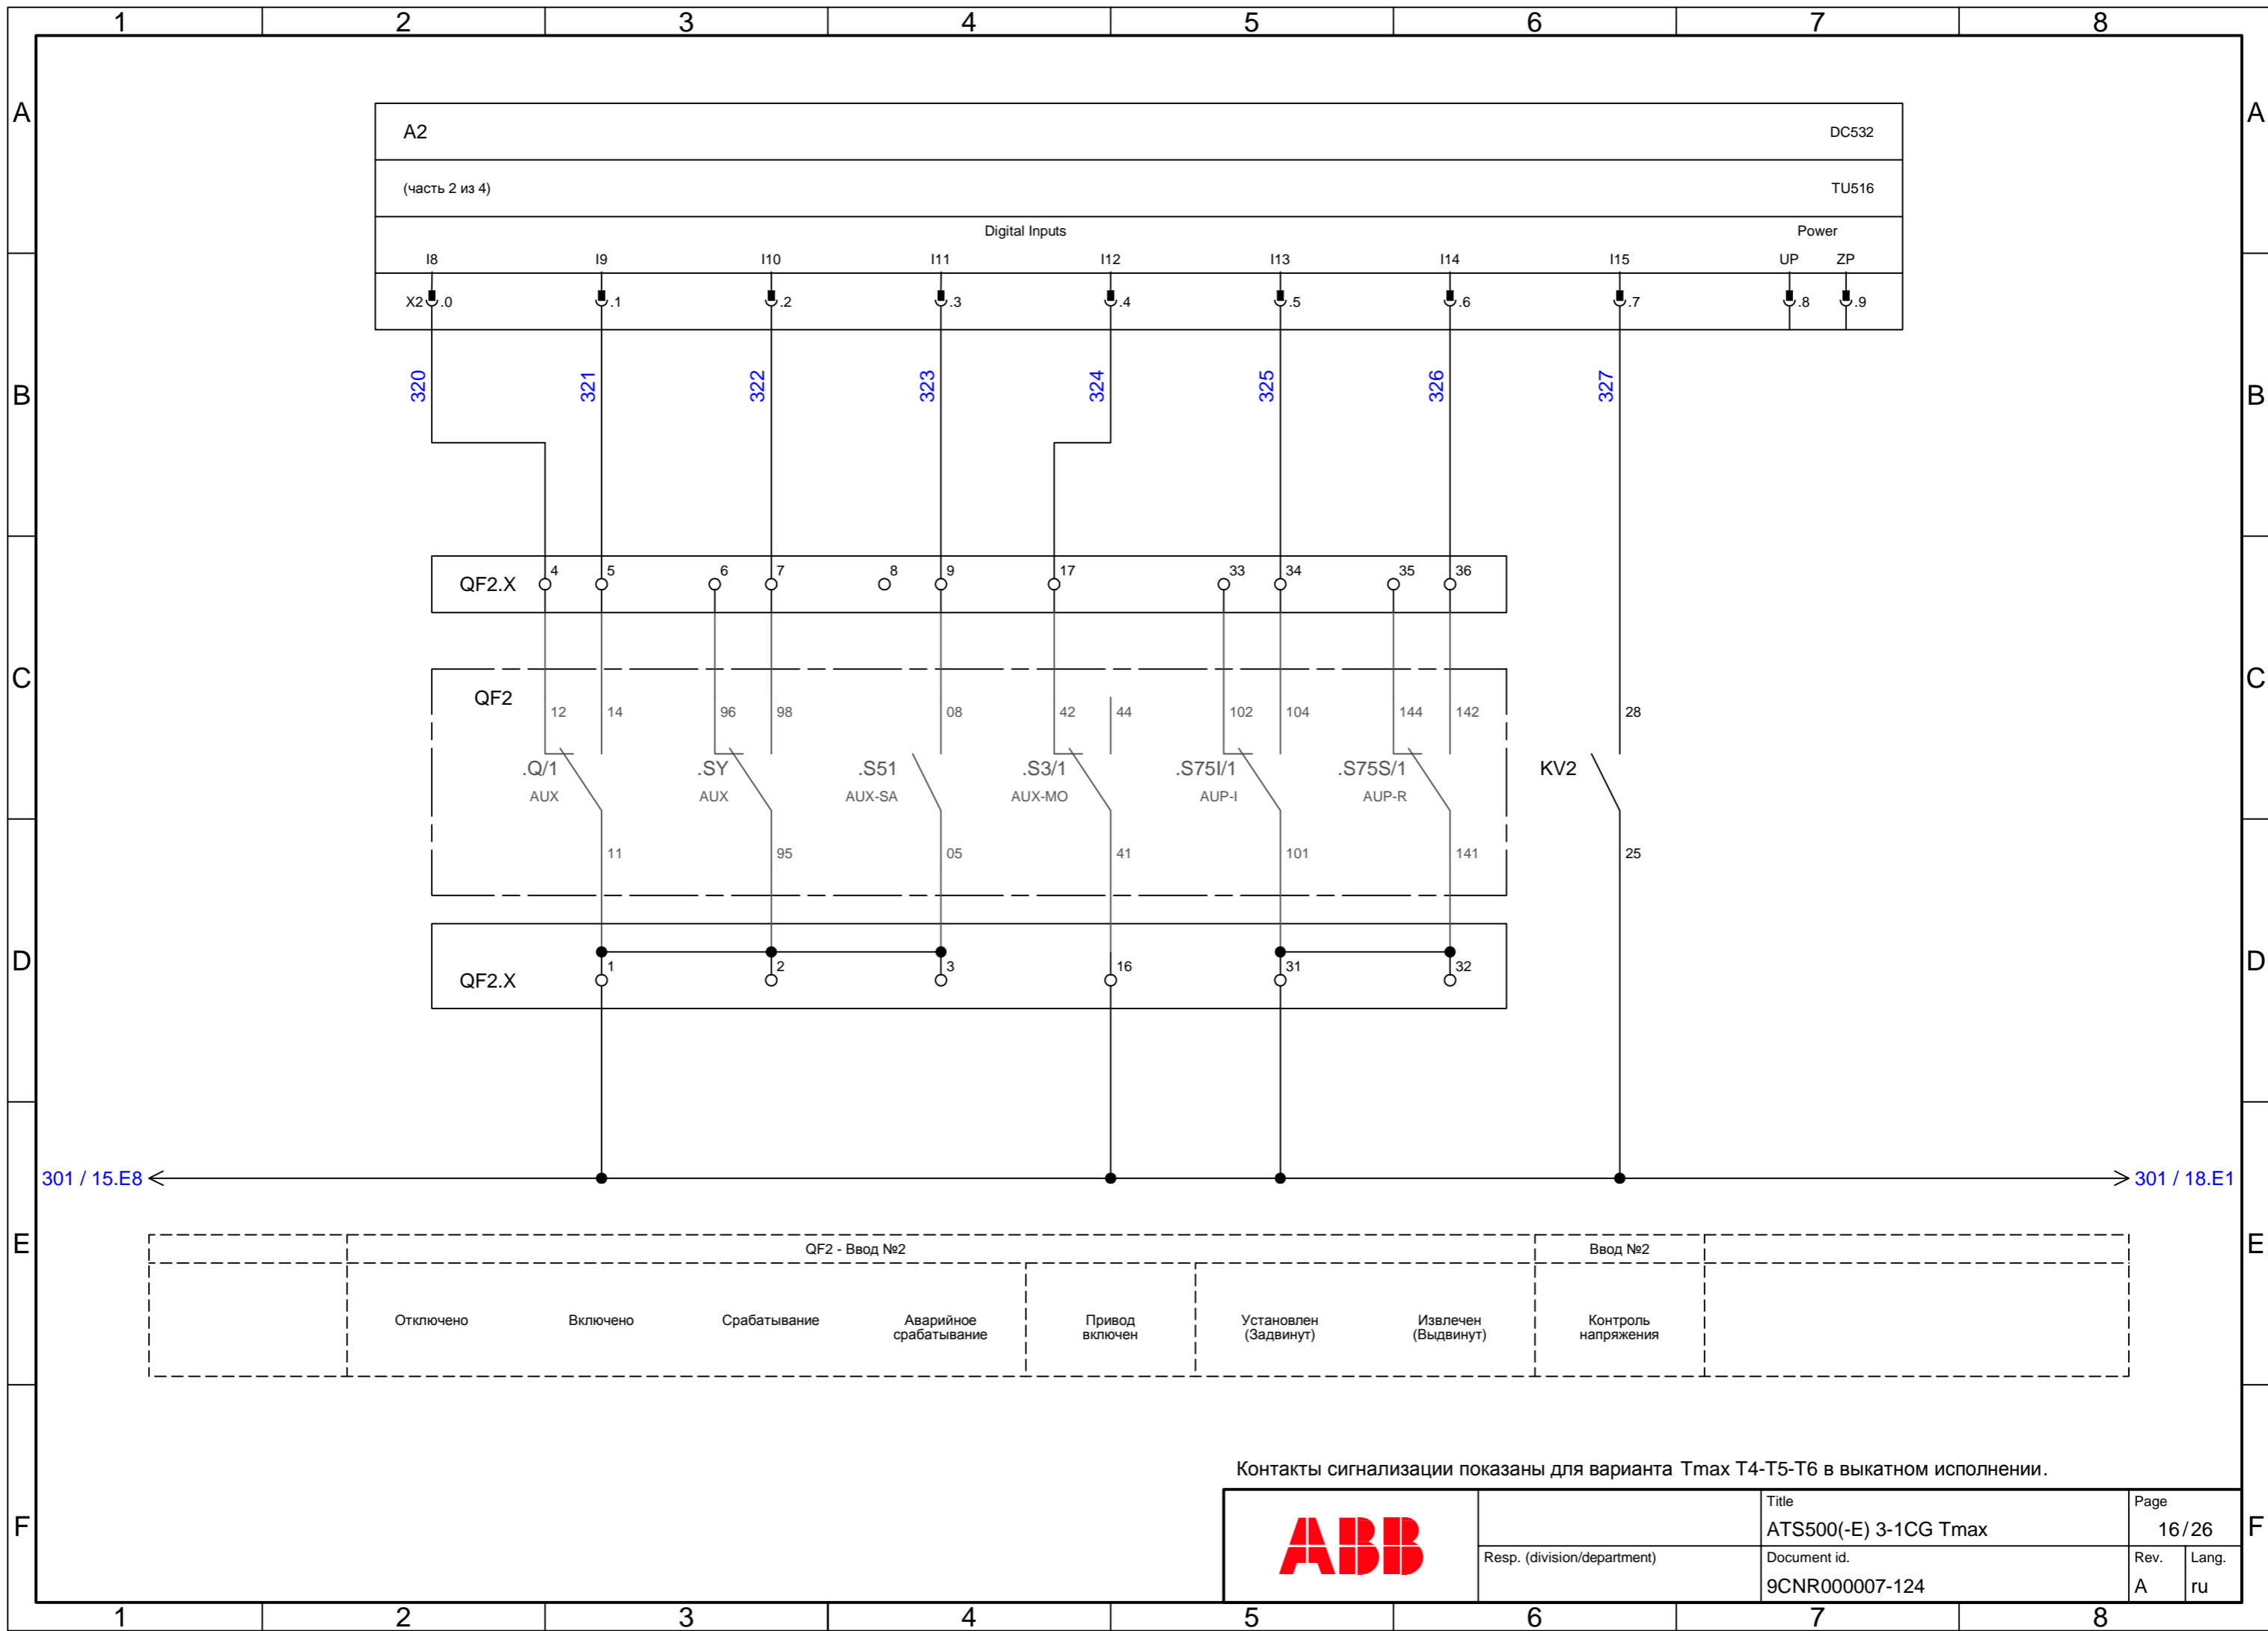 1 2 3 4 5 6 7 8
A A
A2 DC532
(часть 2 из 4) TU516
Digital Inputs Power
I8 I9 I10 I11 I12 I13 I14 I15 UP ZP
X2 .0 .1 .2 .3 .4 .5 .6 .7 .8 .9
320 321 322 323 324 325 326 327
B B
QF2.X 4 5 6 7 8 9 17 33 34 35 36
C C
QF2
12 14 96 98 08 42 44 102 104 144 142 28
.Q/1 .SY .S51 .S3/1 .S75I/1 .S75S/1 KV2
AUX AUX AUX-SA AUX-MO AUP-I AUP-R
11 95 05 41 101 141 25
D D
QF2.X 1 2 3 16 31 32
301 / 15.E8 301 / 18.E1
E E
QF2 - Ввод №2 Ввод №2
Отключено Включено Срабатывание Аварийное срабатывание Привод включен Установлен (Задвинут) Извлечен (Выдвинут) Контроль напряжения
Контакты сигнализации показаны для варианта Tmax T4-T5-T6 в выкатном исполнении.
F F
ABB
Title Page
ATS500(-E) 3-1CG Tmax 16/26
Resp. (division/department) Document id. Rev. Lang.
9CNR000007-124 A ru
1 2 3 4 5 6 7 8